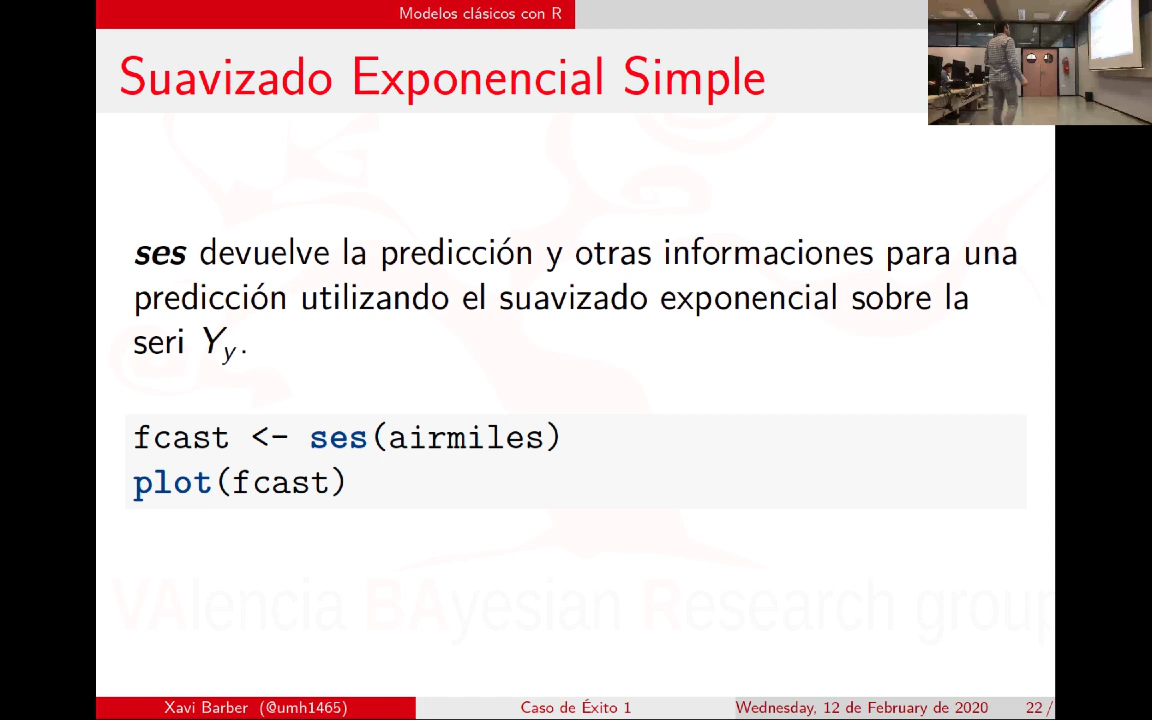 Modelos clásicos con R
Suavizado Exponencial Simple
ses devuelve la predicción y otras informaciones para una
predicción utilizando el suavizado exponencial sobre la
seri Yy.
fcast <- ses(airmiles)
plot(fcast)
VAlencia BAyesian Research group
Xavi Barber (@umh1465)
Caso de Éxito 1
Wednesday, 12 de February de 2020
22 /